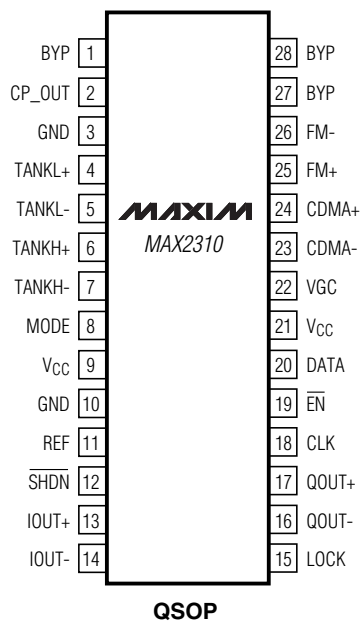 BYP 1
CP_OUT 2
GND 3
TANKL+ 4
TANKL- 5
TANKH+ 6
TANKH- 7
MODE 8
VCC 9
GND 10
REF 11
SHDN 12
IOUT+ 13
IOUT- 14
MAXIM
MAX2310
28 BYP
27 BYP
26 FM-
25 FM+
24 CDMA+
23 CDMA-
22 VGC
21 VCC
20 DATA
19 EN
18 CLK
17 QOUT+
16 QOUT-
15 LOCK
QSOP